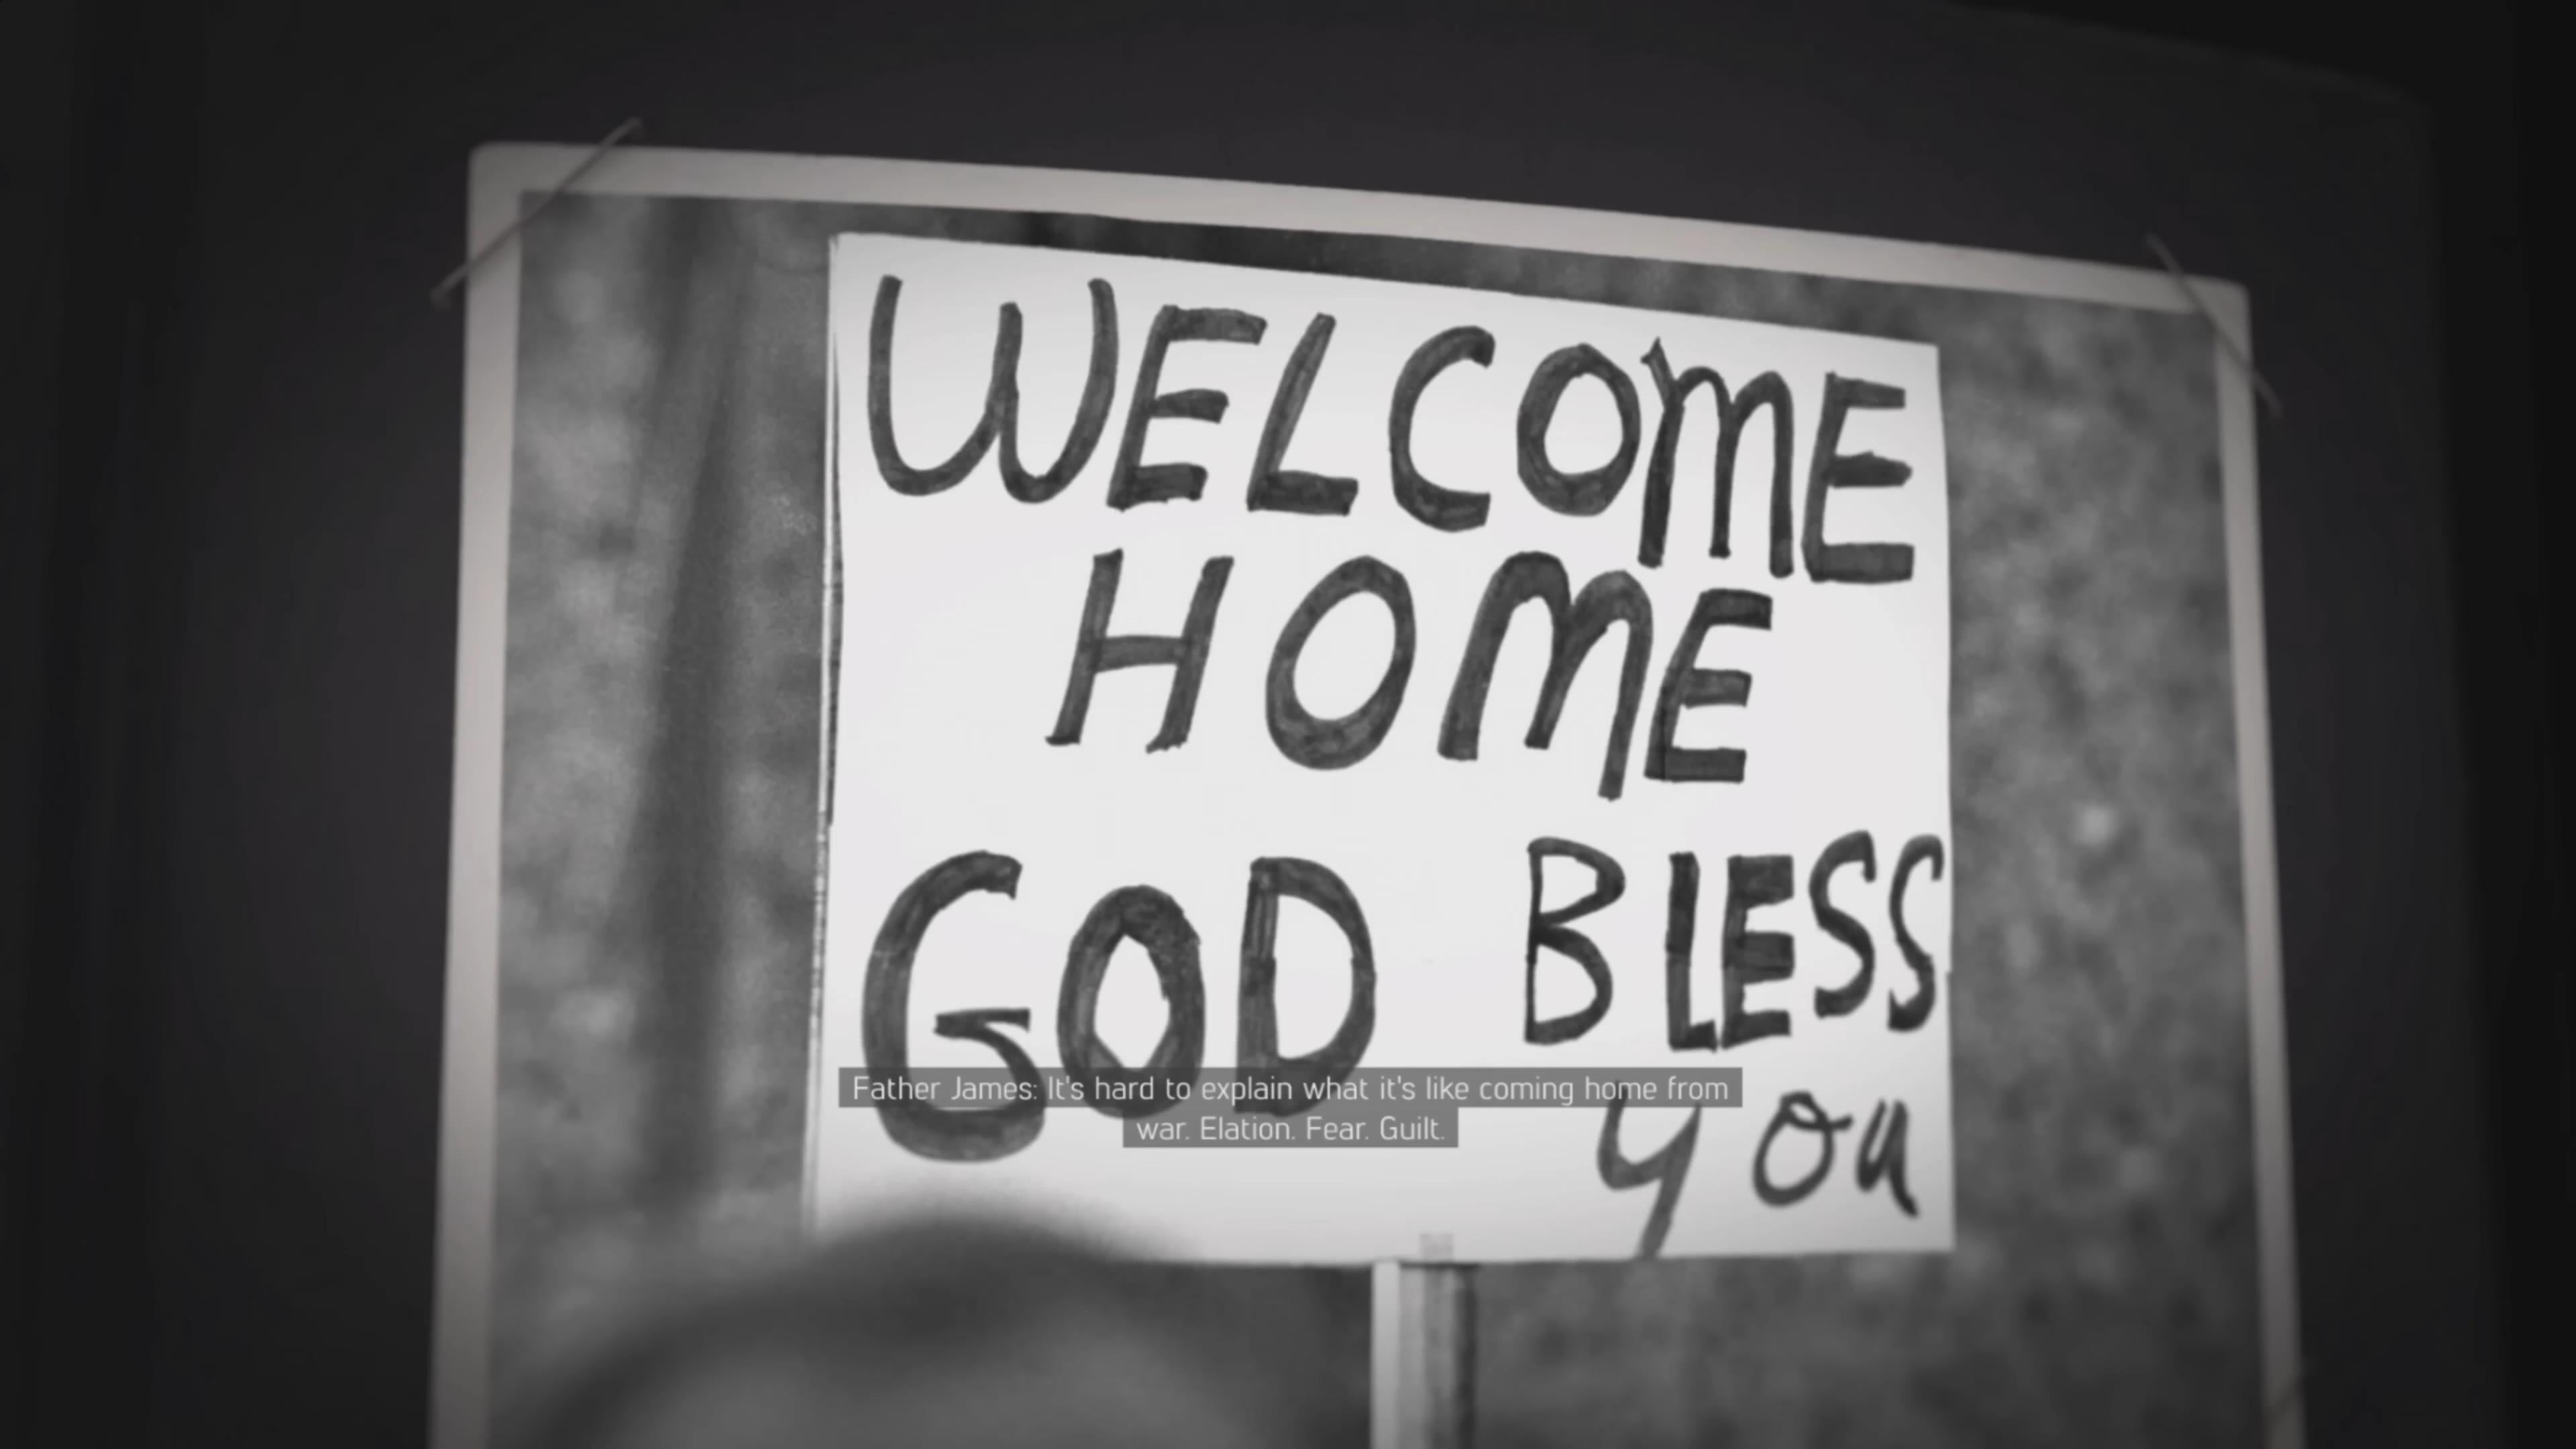 WELCOME
HOME
GOD BLESS
you
Father James: It's hard to explain what it's like coming home from
war. Elation. Fear. Guilt.